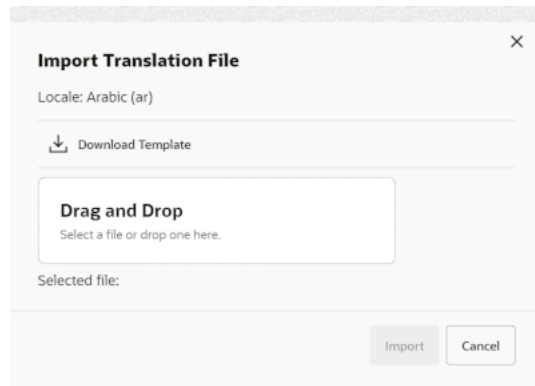 Import Translation File
Locale: Arabic (ar)
Download Template
Drag and Drop
Select a file or drop one here.
Selected file:
Import
Cancel